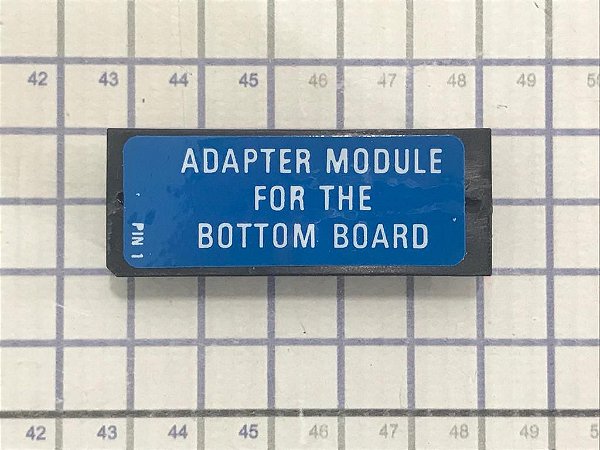 42 43 44 45 46 47 48 49
ADAPTER MODULE
FOR THE
BOTTOM BOARD
PIN 1
42 43 44 45 46 47 48 49